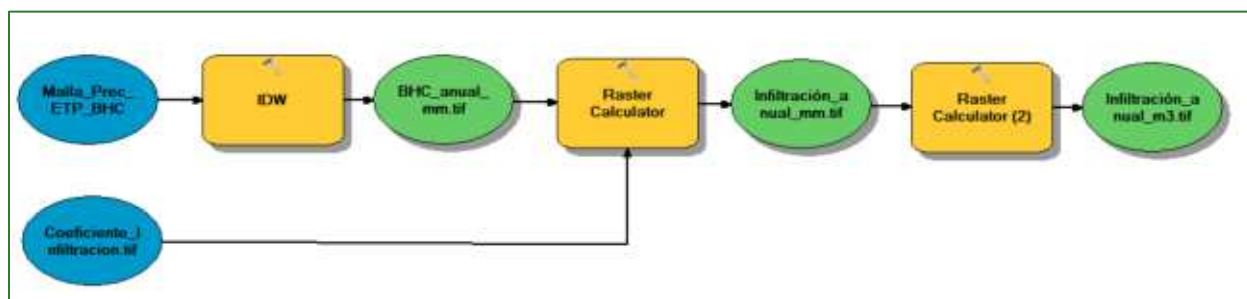 Malla_Prec_
ETP_BHC
IDW
BHC_anual_
mm.tif
Raster
Calculator
Infiltración_a
nual_mm.tif
Raster
Calculator (2)
Infiltración_a
nual_m3.tif
Coeficiente_I
nfiltracion.tif